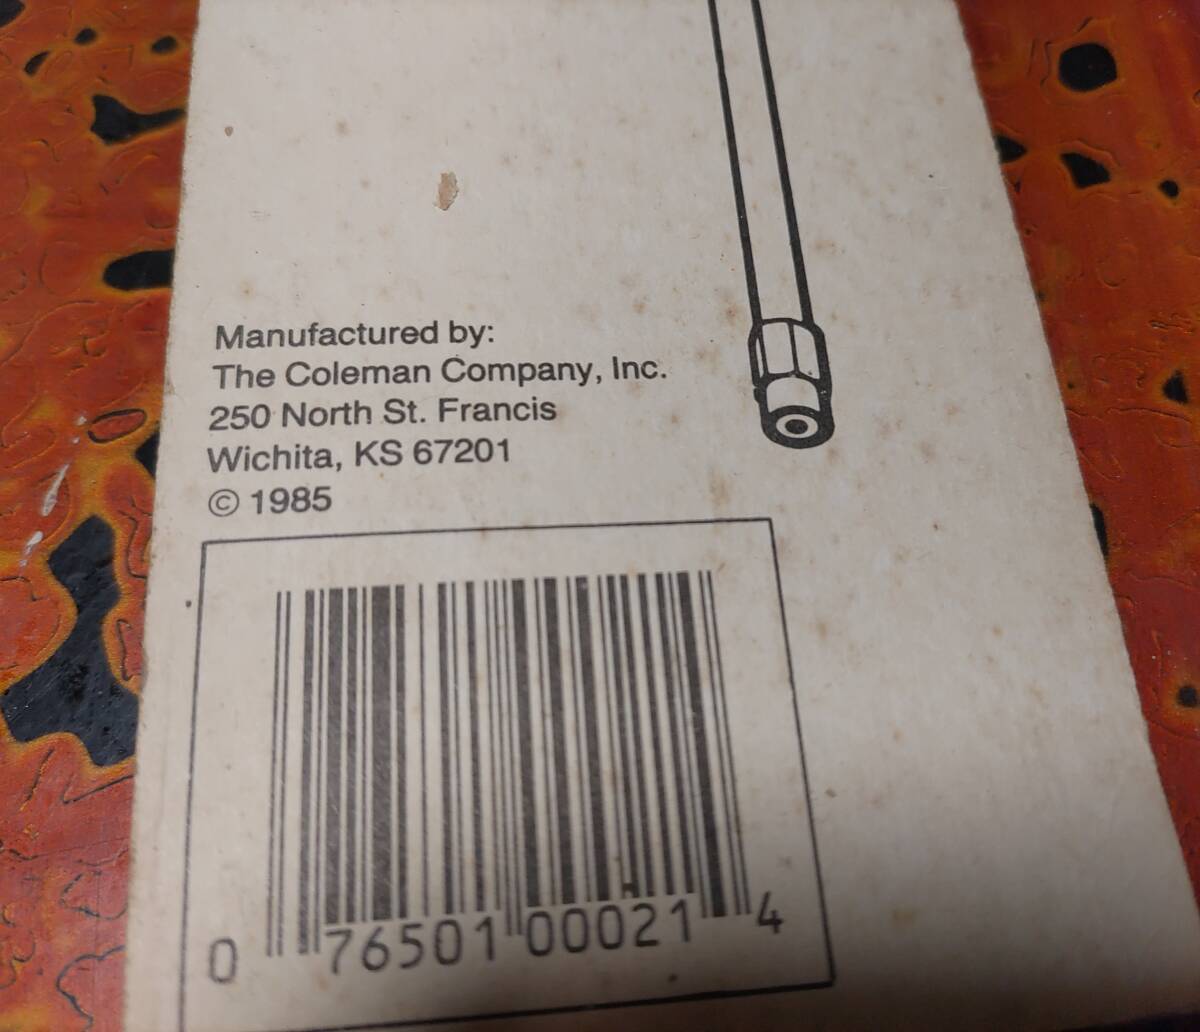 Manufactured by:
The Coleman Company, Inc.
250 North St. Francis
Wichita, KS 67201
© 1985
0 76501 00021 4